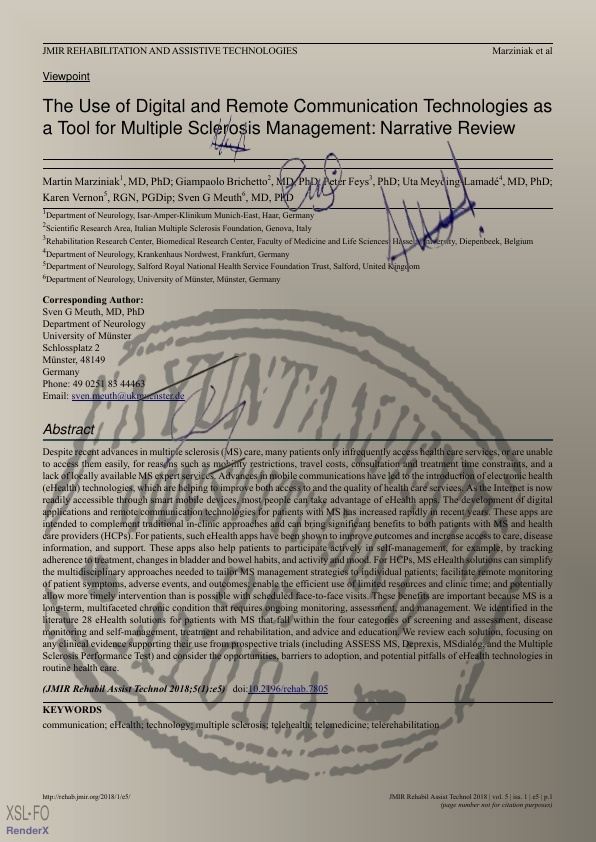 JMIR REHABILITATION AND ASSISTIVE TECHNOLOGIES Marziniak et al
Viewpoint
The Use of Digital and Remote Communication Technologies as
a Tool for Multiple Sclerosis Management: Narrative Review
Martin Marziniak1, MD, PhD; Giampaolo Brichetto2, MD, PhD; Peter Feys3, PhD; Uta Meyding-Lamadé4, MD, PhD;
Karen Vernon5, RGN, PGDip; Sven G Meuth6, MD, PhD
1Department of Neurology, Isar-Amper-Klinikum Munich-East, Haar, Germany
2Scientific Research Area, Italian Multiple Sclerosis Foundation, Genova, Italy
3Rehabilitation Research Center, Biomedical Research Center, Faculty of Medicine and Life Sciences, Hasselt University, Diepenbeek, Belgium
4Department of Neurology, Krankenhaus Nordwest, Frankfurt, Germany
5Department of Neurology, Salford Royal National Health Service Foundation Trust, Salford, United Kingdom
6Department of Neurology, University of Münster, Münster, Germany
Corresponding Author:
Sven G Meuth, MD, PhD
Department of Neurology
University of Münster
Schlossplatz 2
Münster, 48149
Germany
Phone: 49 0251 83 44463
Email: sven.meuth@ukmuenster.de
Abstract
Despite recent advances in multiple sclerosis (MS) care, many patients only infrequently access health care services, or are unable
to access them easily, for reasons such as mobility restrictions, travel costs, consultation and treatment time constraints, and a
lack of locally available MS expert services. Advances in mobile communications have led to the introduction of electronic health
(eHealth) technologies, which are helping to improve both access to and the quality of health care services. As the Internet is now
readily accessible through smart mobile devices, most people can take advantage of eHealth apps. The development of digital
applications and remote communication technologies for patients with MS has increased rapidly in recent years. These apps are
intended to complement traditional in-clinic approaches and can bring significant benefits to both patients with MS and health
care providers (HCPs). For patients, such eHealth apps have been shown to improve outcomes and increase access to care, disease
information, and support. These apps also help patients to participate actively in self-management, for example, by tracking
adherence to treatment, changes in bladder and bowel habits, and activity and mood. For HCPs, MS eHealth solutions can simplify
the multidisciplinary approaches needed to tailor MS management strategies to individual patients; facilitate remote monitoring
of patient symptoms, adverse events, and outcomes; enable the efficient use of limited resources and clinic time; and potentially
allow more timely intervention than is possible with scheduled face-to-face visits. These benefits are important because MS is a
long-term, multifaceted chronic condition that requires ongoing monitoring, assessment, and management. We identified in the
literature 28 eHealth solutions for patients with MS that fall within the four categories of screening and assessment, disease
monitoring and self-management, treatment and rehabilitation, and advice and education. We review each solution, focusing on
any clinical evidence supporting their use from prospective trials (including ASSESS MS, Deprexis, MSdialog, and the Multiple
Sclerosis Performance Test) and consider the opportunities, barriers to adoption, and potential pitfalls of eHealth technologies in
routine health care.
(JMIR Rehabil Assist Technol 2018;5(1):e5) doi:10.2196/rehab.7805
KEYWORDS
communication; eHealth; technology; multiple sclerosis; telehealth; telemedicine; telerehabilitation
http://rehab.jmir.org/2018/1/e5/ JMIR Rehabil Assist Technol 2018 | vol. 5 | iss. 1 | e5 | p.1
(page number not for citation purposes)
XSL•FO
RenderX